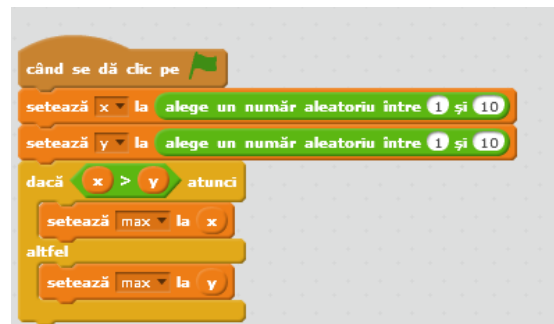 când se dă clic pe
setează x la alege un număr aleatoriu între 1 și 10
setează y la alege un număr aleatoriu între 1 și 10
dacă x > y atunci
setează max la x
altfel
setează max la y